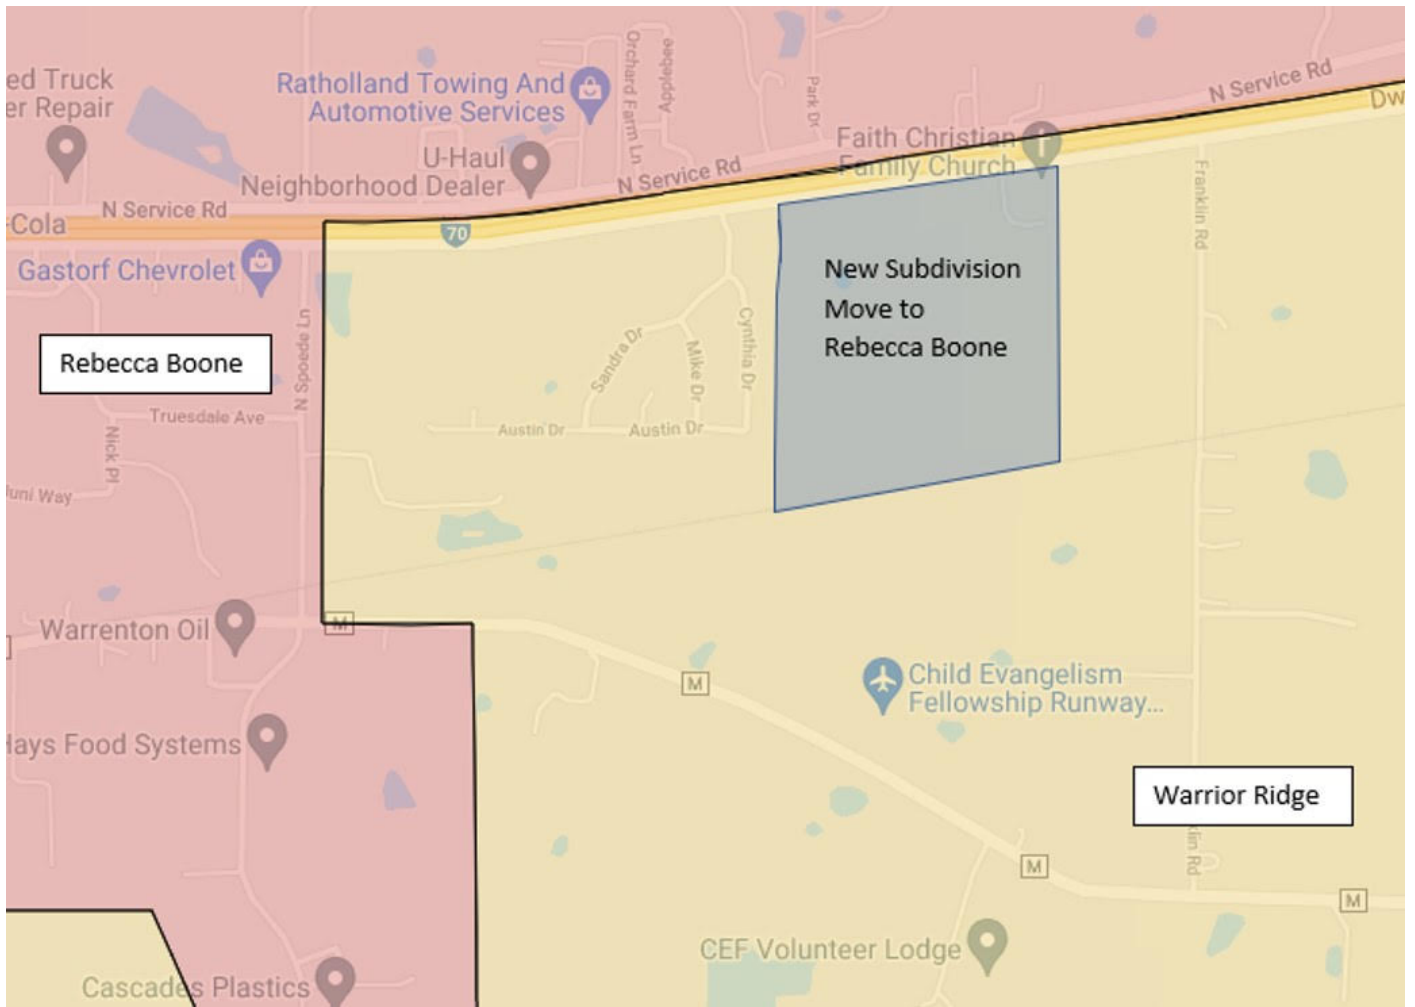 ed Truck
er Repair
Ratholland Towing And
Automotive Services
Orchard Farm Ln
Applebee
Park Dr
N Service Rd
Dw
Faith Christian
Family Church
U-Haul
Neighborhood Dealer
N Service Rd
N Service Rd
-Cola
70
Gastorf Chevrolet
Franklin Rd
New Subdivision
Move to
Rebecca Boone
Rebecca Boone
N Spoede Ln
Sandra Dr
Mike Dr
Cynthia Dr
Truesdale Ave
Austin Dr
Austin Dr
Nick Pl
uni Way
Warrenton Oil
M
M
Child Evangelism
Fellowship Runway...
Hays Food Systems
Warrior Ridge
klin Rd
M
M
CEF Volunteer Lodge
Cascades Plastics